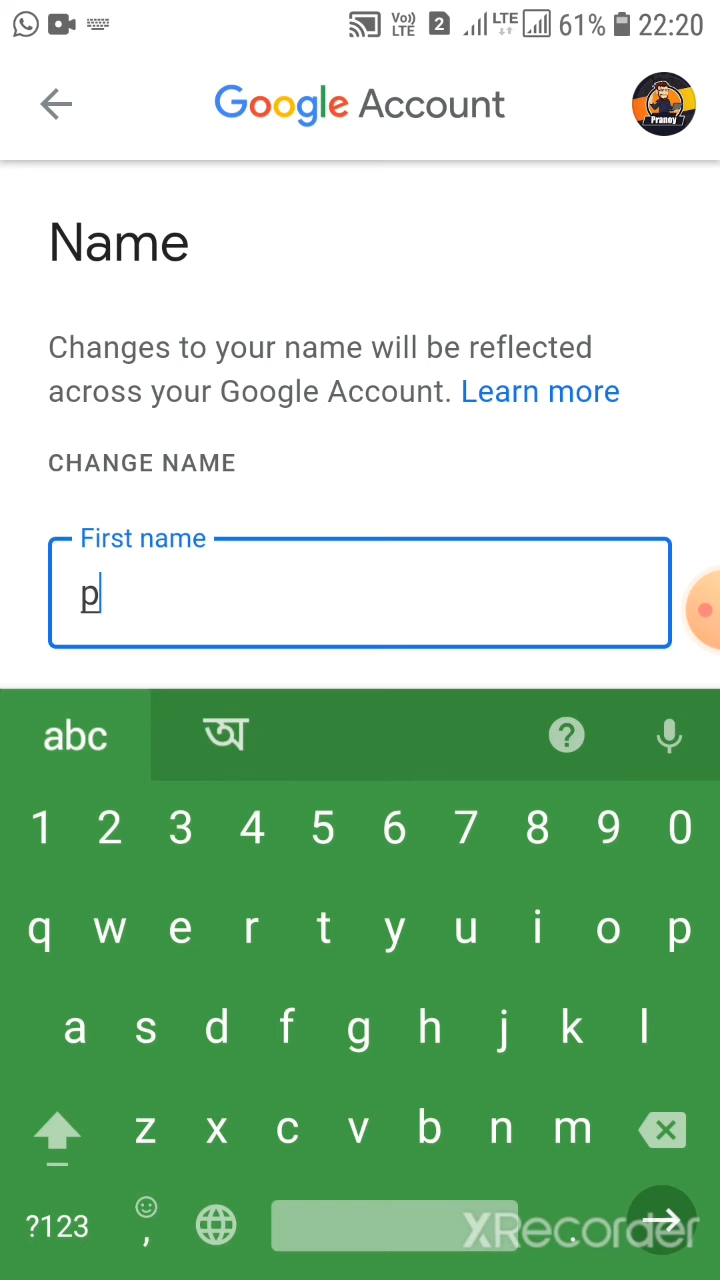 Vo))
LTE 2 LTE 61% 22:20
Google Account
Pranoy
Name
Changes to your name will be reflected
across your Google Account. Learn more
CHANGE NAME
First name
p
abc অ ?
1 2 3 4 5 6 7 8 9 0
q w e r t y u i o p
a s d f g h j k l
z x c v b n m
?123 , .
XRecorder